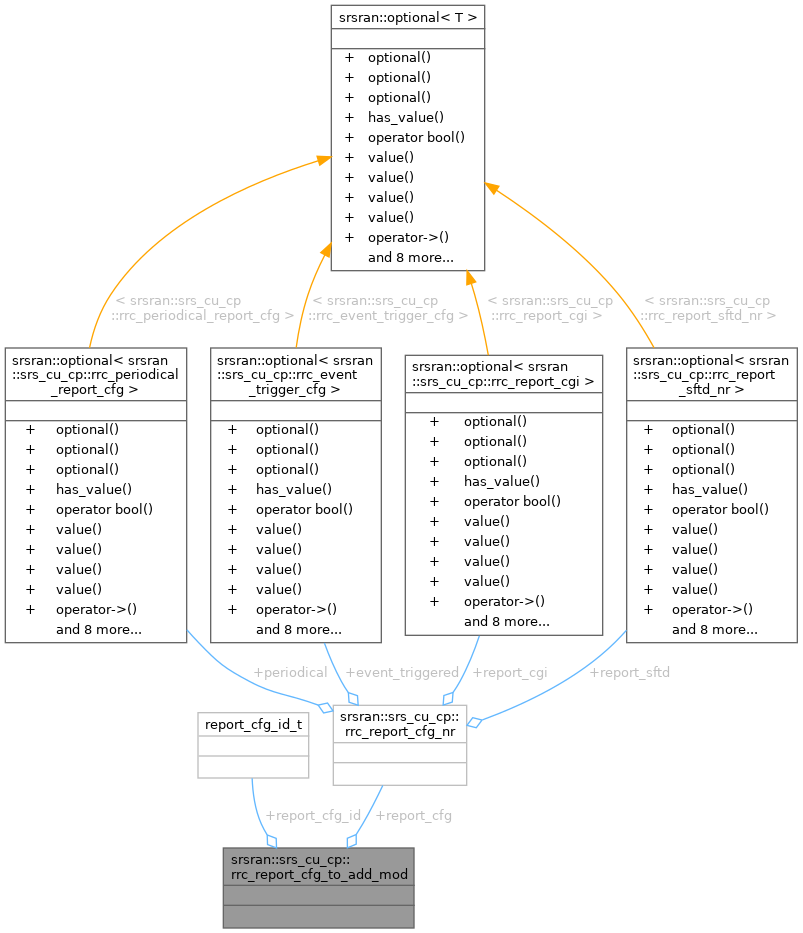 srsran::optional< T >
+ optional()
+ optional()
+ optional()
+ has_value()
+ operator bool()
+ value()
+ value()
+ value()
+ value()
+ operator->()
and 8 more...
< srsran::srs_cu_cp
::rrc_periodical_report_cfg >
< srsran::srs_cu_cp
::rrc_event_trigger_cfg >
< srsran::srs_cu_cp
::rrc_report_cgi >
< srsran::srs_cu_cp
::rrc_report_sftd_nr >
srsran::optional< srsran
::srs_cu_cp::rrc_periodical
_report_cfg >
+ optional()
+ optional()
+ optional()
+ has_value()
+ operator bool()
+ value()
+ value()
+ value()
+ value()
+ operator->()
and 8 more...
srsran::optional< srsran
::srs_cu_cp::rrc_event
_trigger_cfg >
+ optional()
+ optional()
+ optional()
+ has_value()
+ operator bool()
+ value()
+ value()
+ value()
+ value()
+ operator->()
and 8 more...
srsran::optional< srsran
::srs_cu_cp::rrc_report_cgi >
+ optional()
+ optional()
+ optional()
+ has_value()
+ operator bool()
+ value()
+ value()
+ value()
+ value()
+ operator->()
and 8 more...
srsran::optional< srsran
::srs_cu_cp::rrc_report
_sftd_nr >
+ optional()
+ optional()
+ optional()
+ has_value()
+ operator bool()
+ value()
+ value()
+ value()
+ value()
+ operator->()
and 8 more...
+periodical
+event_triggered
+report_cgi
+report_sftd
report_cfg_id_t
srsran::srs_cu_cp::
rrc_report_cfg_nr
+report_cfg_id
+report_cfg
srsran::srs_cu_cp::
rrc_report_cfg_to_add_mod